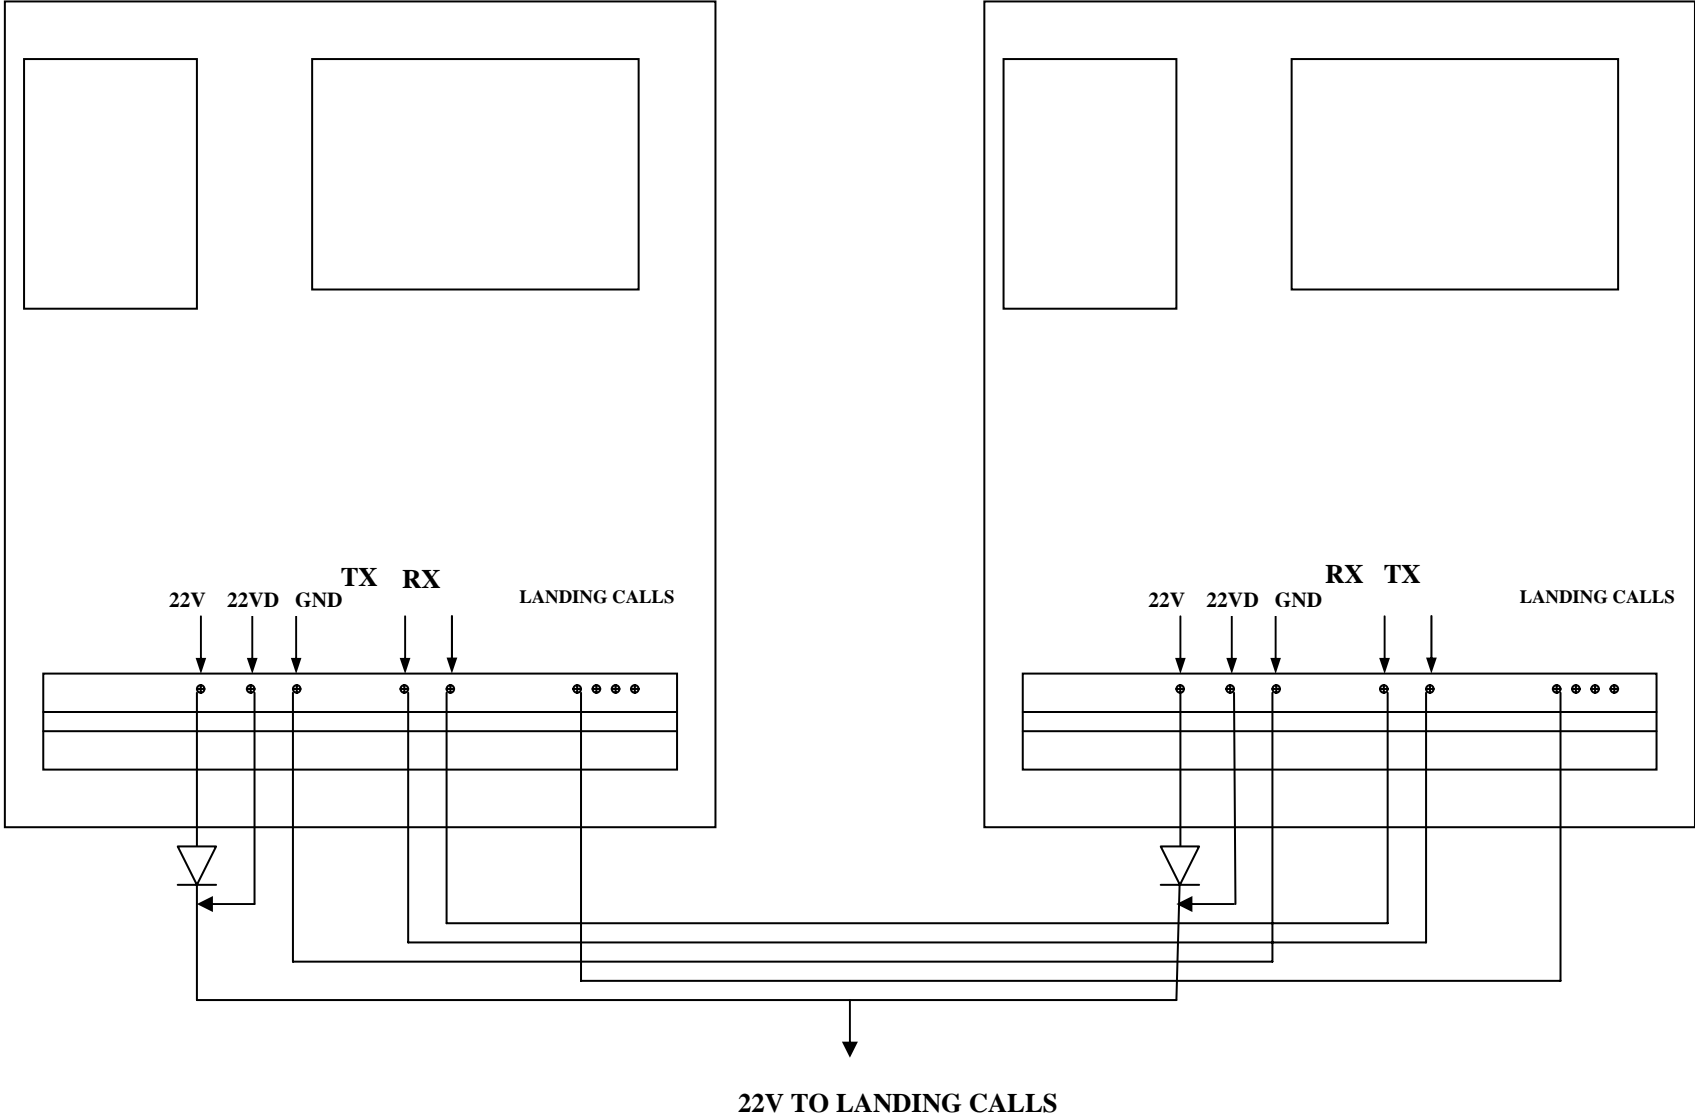 TX RX
22V 22VD GND
LANDING CALLS
RX TX
22V 22VD GND
LANDING CALLS
22V TO LANDING CALLS